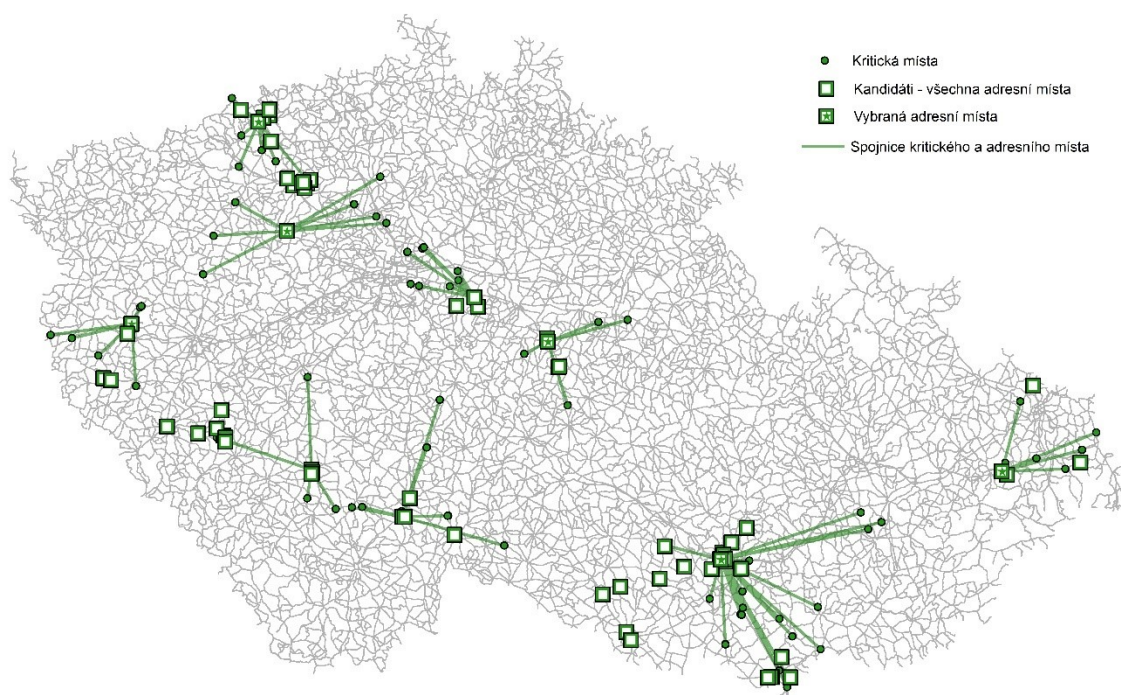 Kritická místa
Kandidáti - všechna adresní místa
Vybraná adresní místa
Spojnice kritického a adresního místa